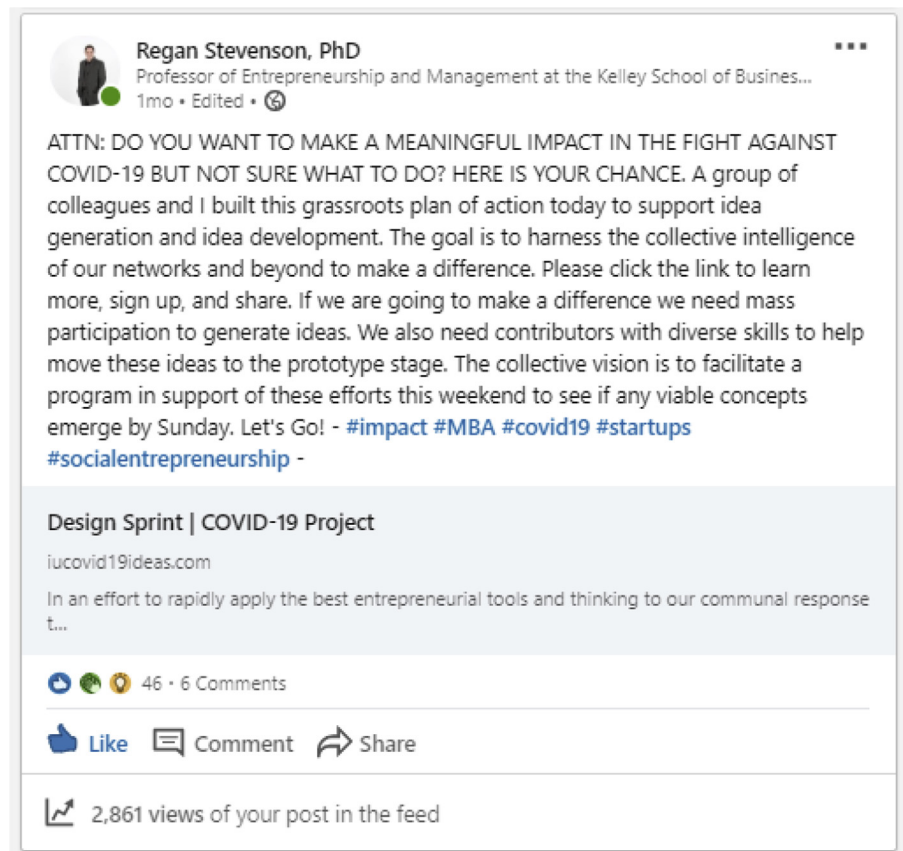 Regan Stevenson, PhD
Professor of Entrepreneurship and Management at the Kelley School of Busines...
1mo • Edited •
ATTN: DO YOU WANT TO MAKE A MEANINGFUL IMPACT IN THE FIGHT AGAINST
COVID-19 BUT NOT SURE WHAT TO DO? HERE IS YOUR CHANCE. A group of
colleagues and I built this grassroots plan of action today to support idea
generation and idea development. The goal is to harness the collective intelligence
of our networks and beyond to make a difference. Please click the link to learn
more, sign up, and share. If we are going to make a difference we need mass
participation to generate ideas. We also need contributors with diverse skills to help
move these ideas to the prototype stage. The collective vision is to facilitate a
program in support of these efforts this weekend to see if any viable concepts
emerge by Sunday. Let's Go! - #impact #MBA #covid19 #startups
#socialentrepreneurship -
Design Sprint | COVID-19 Project
iucovid19ideas.com
In an effort to rapidly apply the best entrepreneurial tools and thinking to our communal response
t...
46 · 6 Comments
Like Comment Share
2,861 views of your post in the feed